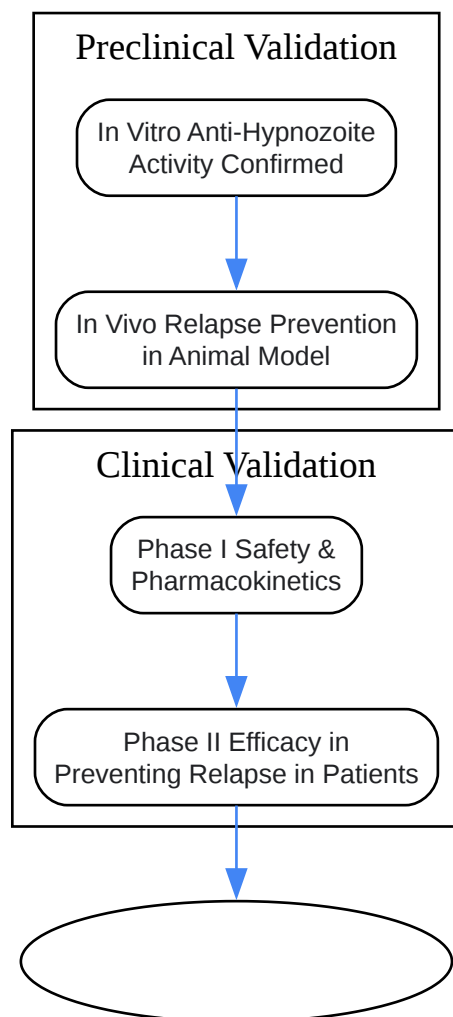 Preclinical Validation
In Vitro Anti-Hypnozoite
Activity Confirmed
In Vivo Relapse Prevention
in Animal Model
Clinical Validation
Phase I Safety &
Pharmacokinetics
Phase II Efficacy in
Preventing Relapse in Patients